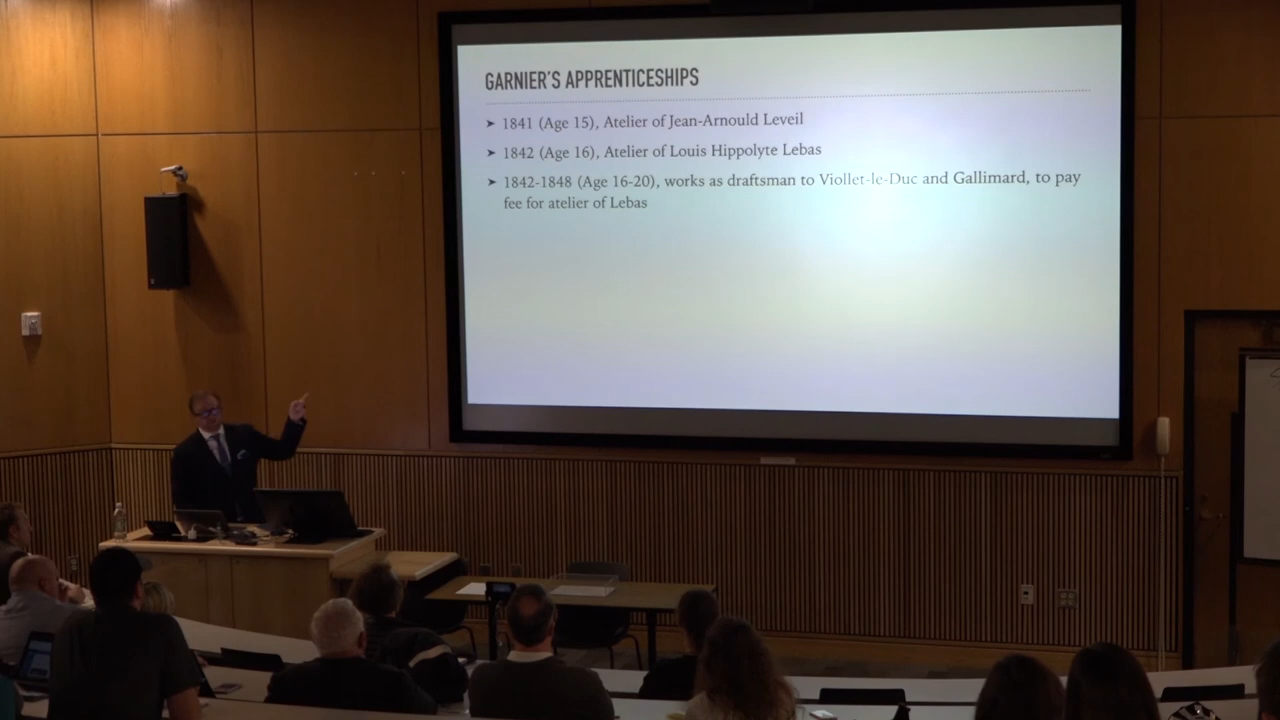 GARNIER'S APPRENTICESHIPS
➤ 1841 (Age 15), Atelier of Jean-Arnould Leveil
➤ 1842 (Age 16), Atelier of Louis Hippolyte Lebas
➤ 1842-1848 (Age 16-20), works as draftsman to Viollet-le-Duc and Gallimard, to pay
fee for atelier of Lebas